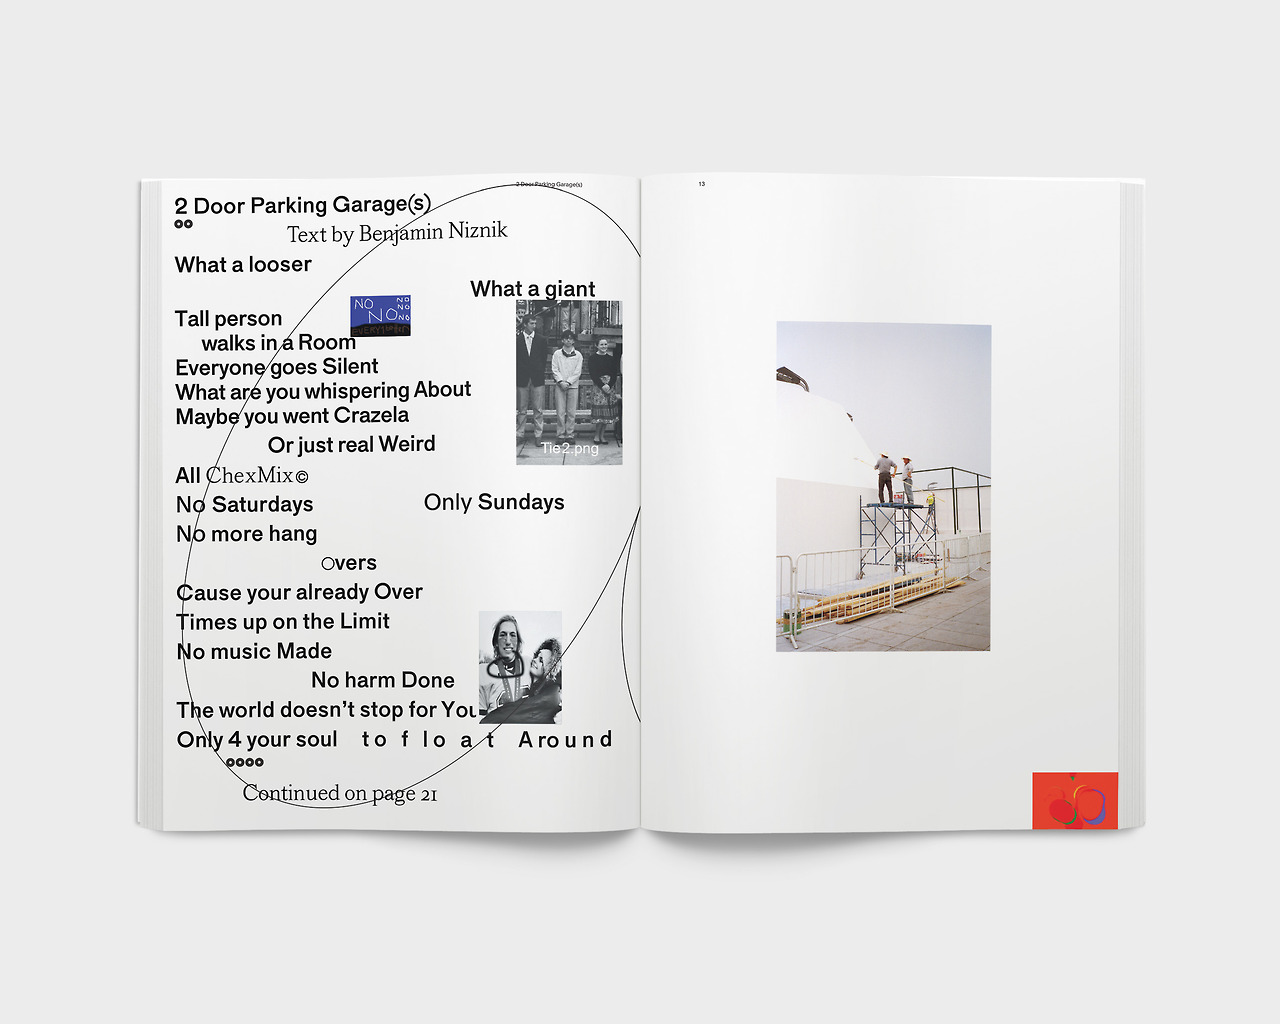 2 Door Parking Garage(s)
13
2 Door Parking Garage(s)
Text by Benjamin Niznik
What a looser
What a giant
NO NO
NO NO
NO NO
EVERYTHING
Tall person
walks in a Room
Everyone goes Silent
What are you whispering About
Maybe you went Crazela
Or just real Weird
Tie2.png
All ChexMix©
No Saturdays Only Sundays
No more hang
Overs
Cause your already Over
Times up on the Limit
No music Made
No harm Done
The world doesn't stop for You
Only 4 your soul to float Around
Continued on page 21